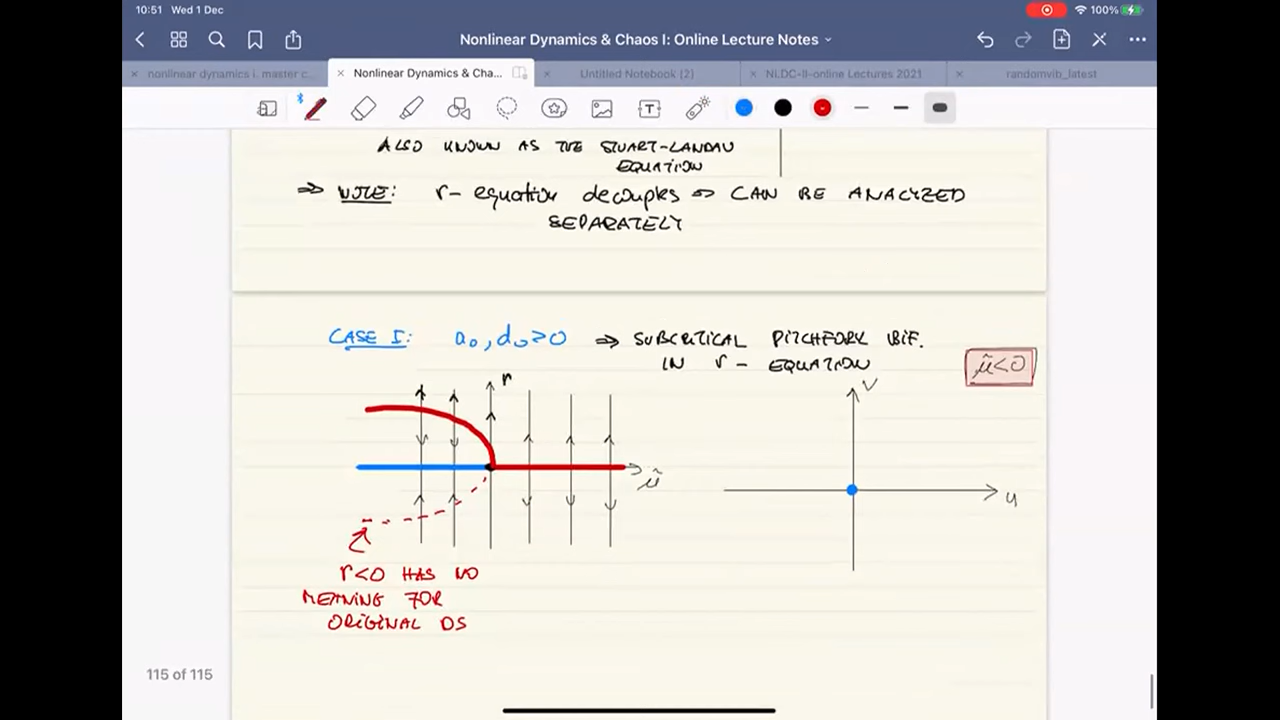 10:51 Wed 1 Dec
100%
Nonlinear Dynamics & Chaos I: Online Lecture Notes
nonlinear dynamics i. master c...
Nonlinear Dynamics & Cha...
Untitled Notebook (2)
NLDC-II-online Lectures 2021
randomvib_latest
ALSO KNOWN AS THE STUART-LANDAU
EQUATION
⇒ NOTE: r- equation decouples ⇒ CAN BE ANALYZED
SEPARATELY
CASE I: a₀, d₀ > 0 ⇒ SUBCRITICAL PITCHFORK BIF.
IN r - EQUATION
μ̃<0
r
μ̃
v
u
r<0 HAS NO
MEANING FOR
ORIGINAL DS
115 of 115